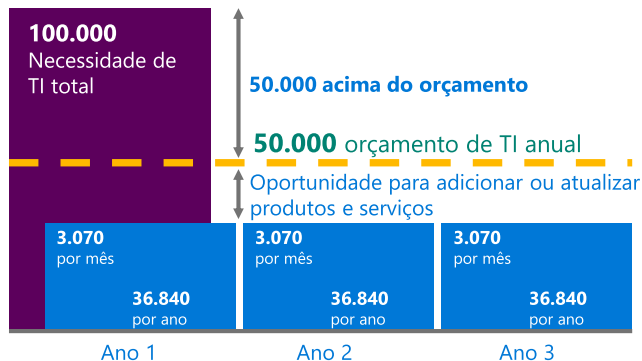 100.000
Necessidade de
TI total
50.000 acima do orçamento
50.000 orçamento de TI anual
Oportunidade para adicionar ou atualizar
produtos e serviços
3.070
por mês
36.840
por ano
3.070
por mês
36.840
por ano
3.070
por mês
36.840
por ano
Ano 1
Ano 2
Ano 3